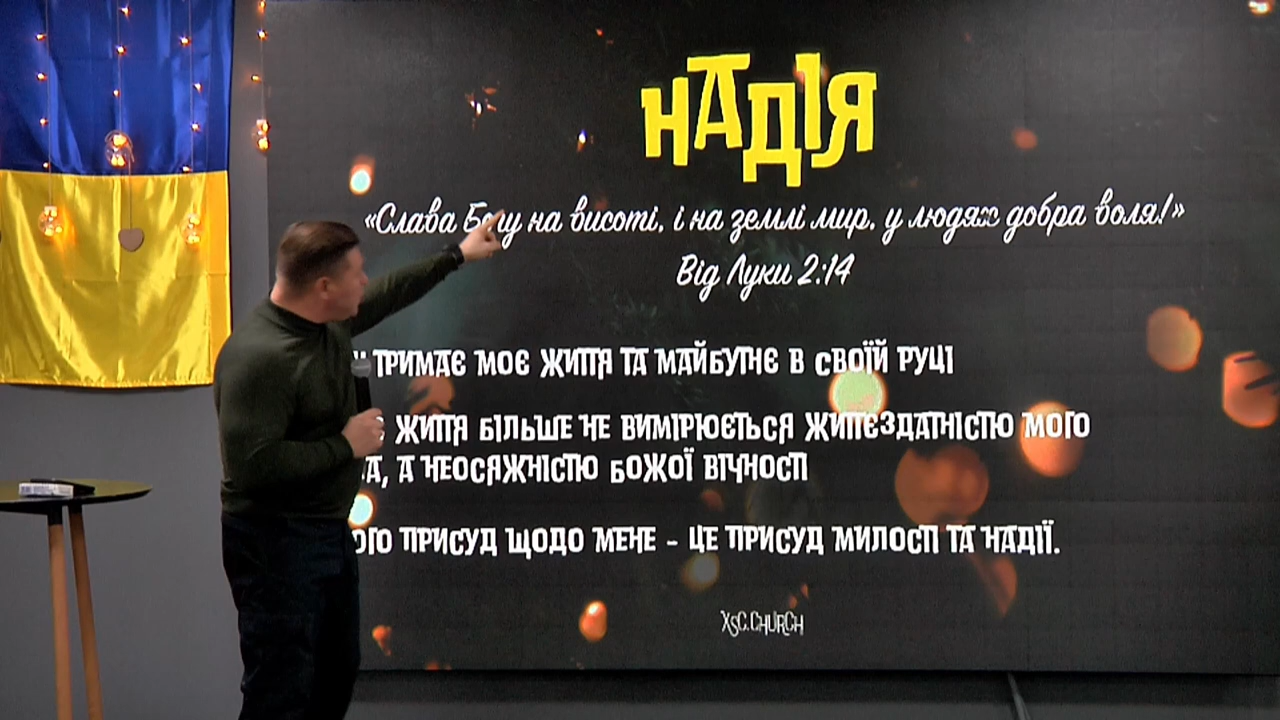 НАДІЯ
«Слава Богу на висоті, і на землі мир, у людях добра воля!»
Від Луки 2:14
ТРИМАЄ МОЄ ЖИТТЯ ТА МАЙБУТНЄ В СВОЇЙ РУЦІ
ЖИТТЯ БІЛЬШЕ НЕ ВИМІРЮЄТЬСЯ ЖИТТЄЗДАТНІСТЮ МОГО
А НЕОСЯЖНІСТЮ БОЖОЇ ВІЧНОСТІ
ПРИСУД ЩОДО МЕНЕ - ЦЕ ПРИСУД МИЛОСТІ ТА НАДІЇ.
XSC.CHURCH